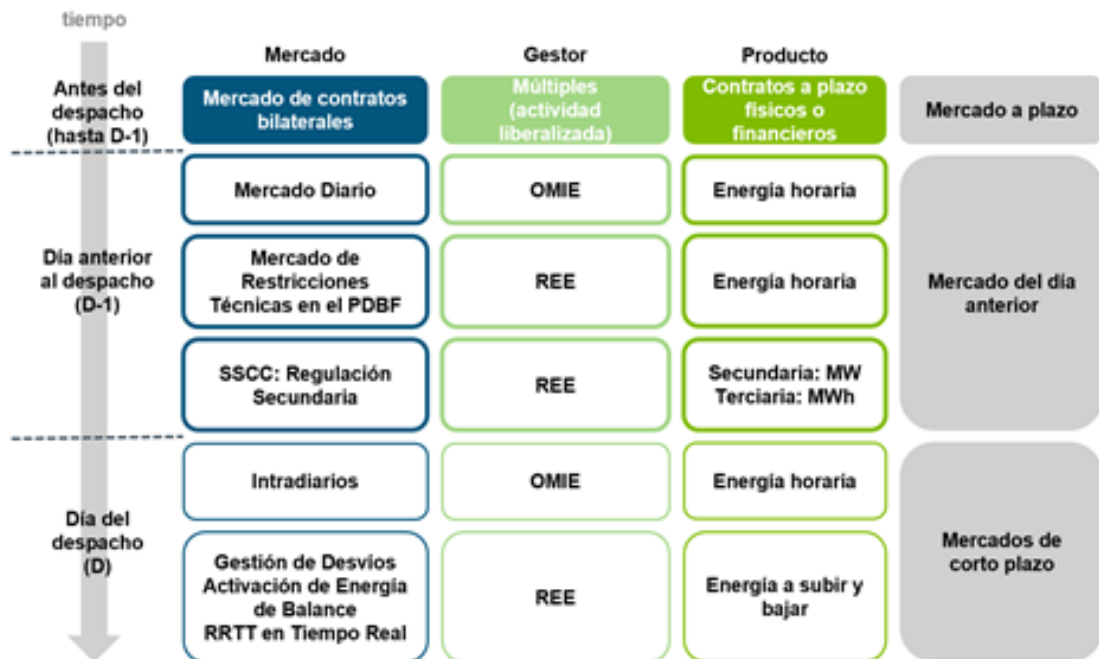 tiempo
Mercado
Gestor
Producto
Antes del
despacho
(hasta D-1)
Mercado de contratos
bilaterales
Múltiples
(actividad
liberalizada)
Contratos a plazo
físicos o
financieros
Mercado a plazo
Día anterior
al despacho
(D-1)
Mercado Diario
OMIE
Energía horaria
Mercado de
Restricciones
Técnicas en el PDBF
REE
Energía horaria
SSCC: Regulación
Secundaria
REE
Secundaria: MW
Terciaria: MWh
Mercado del día
anterior
Día del
despacho
(D)
Intradiarios
OMIE
Energía horaria
Gestión de Desvíos
Activación de Energía
de Balance
RRTT en Tiempo Real
REE
Energía a subir y
bajar
Mercados de
corto plazo